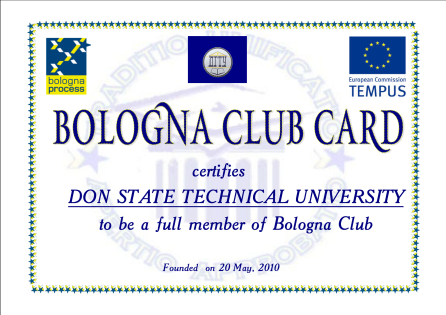 bologna
process
ДГТУ
European Commission
TEMPUS
BOLOGNA CLUB CARD
certifies
DON STATE TECHNICAL UNIVERSITY
to be a full member of Bologna Club
Founded on 20 May, 2010